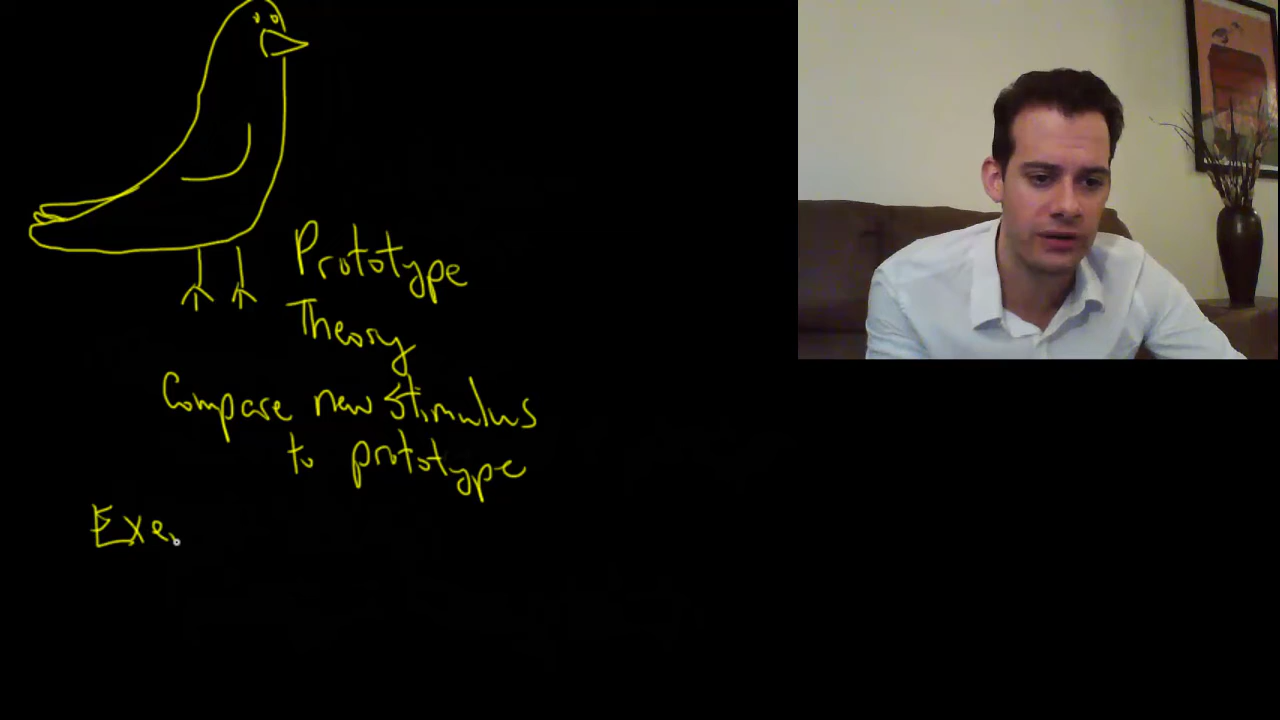 Prototype
Theory
Compare new stimulus
to prototype
Exe